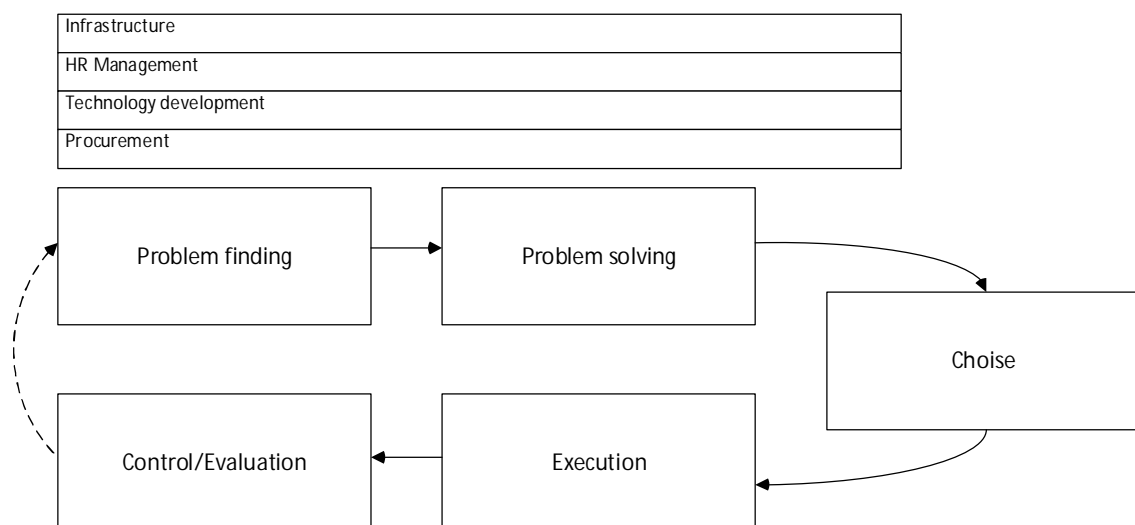 Infrastructure
HR Management
Technology development
Procurement
Problem finding
Problem solving
Choise
Control/Evaluation
Execution